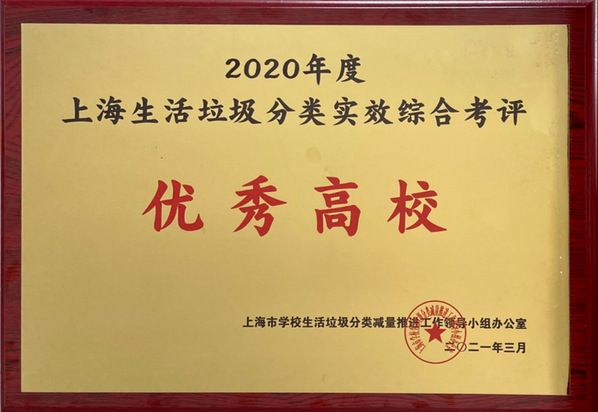 2020年度
上海生活垃圾分类实效综合考评
优秀高校
上海市学校生活垃圾分类减量推进工作领导小组办公室
二〇二一年三月